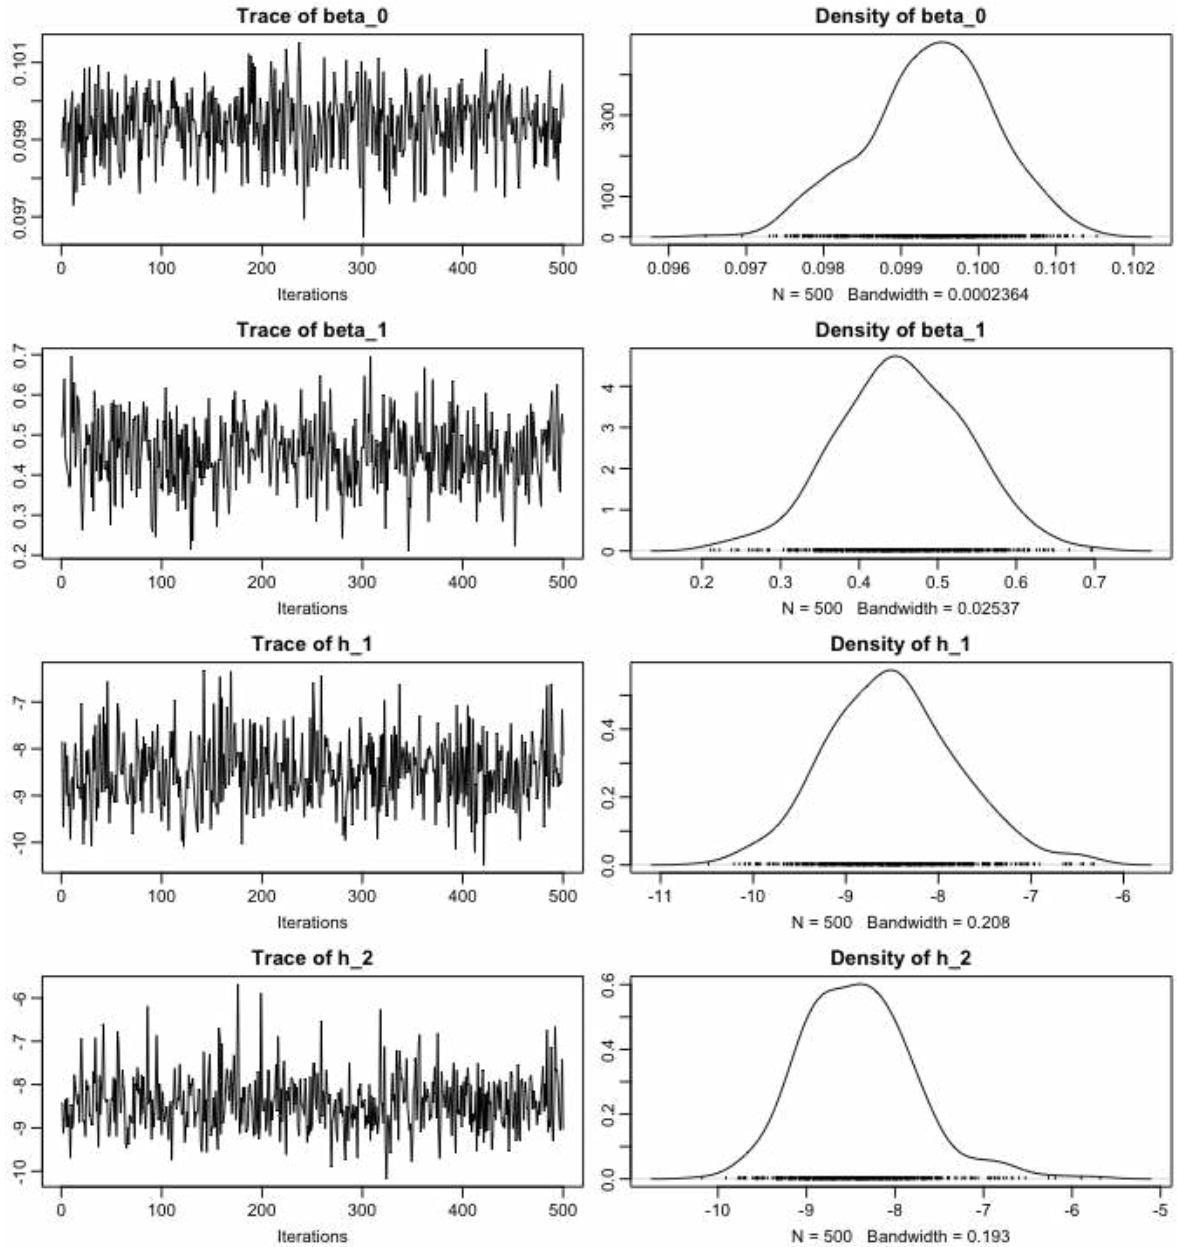 Trace of beta_0
0.097 0.099 0.101
0 100 200 300 400 500
Iterations
Density of beta_0
0 100 300
0.096 0.097 0.098 0.099 0.100 0.101 0.102
N = 500 Bandwidth = 0.0002364
Trace of beta_1
0.2 0.3 0.4 0.5 0.6 0.7
0 100 200 300 400 500
Iterations
Density of beta_1
0 1 2 3 4
0.2 0.3 0.4 0.5 0.6 0.7
N = 500 Bandwidth = 0.02537
Trace of h_1
-10 -9 -8 -7
0 100 200 300 400 500
Iterations
Density of h_1
0.0 0.2 0.4
-11 -10 -9 -8 -7 -6
N = 500 Bandwidth = 0.208
Trace of h_2
-10 -9 -8 -7 -6
0 100 200 300 400 500
Iterations
Density of h_2
0.0 0.2 0.4 0.6
-10 -9 -8 -7 -6 -5
N = 500 Bandwidth = 0.193